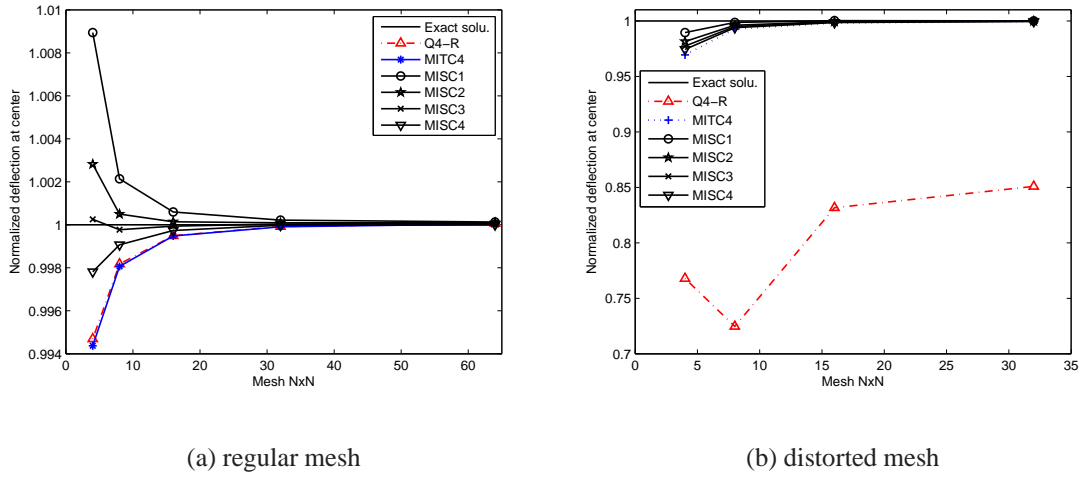 1.01
1.008
1.006
1.004
1.002
1
0.998
0.996
0.994
0
10
20
30
40
50
60
Mesh NxN
Normalized deflection at center
Exact solu.
Q4−R
MITC4
MISC1
MISC2
MISC3
MISC4
(a) regular mesh
1
0.95
0.9
0.85
0.8
0.75
0.7
0
5
10
15
20
25
30
35
Mesh NxN
Normalized deflection at center
Exact solu.
Q4−R
MITC4
MISC1
MISC2
MISC3
MISC4
(b) distorted mesh